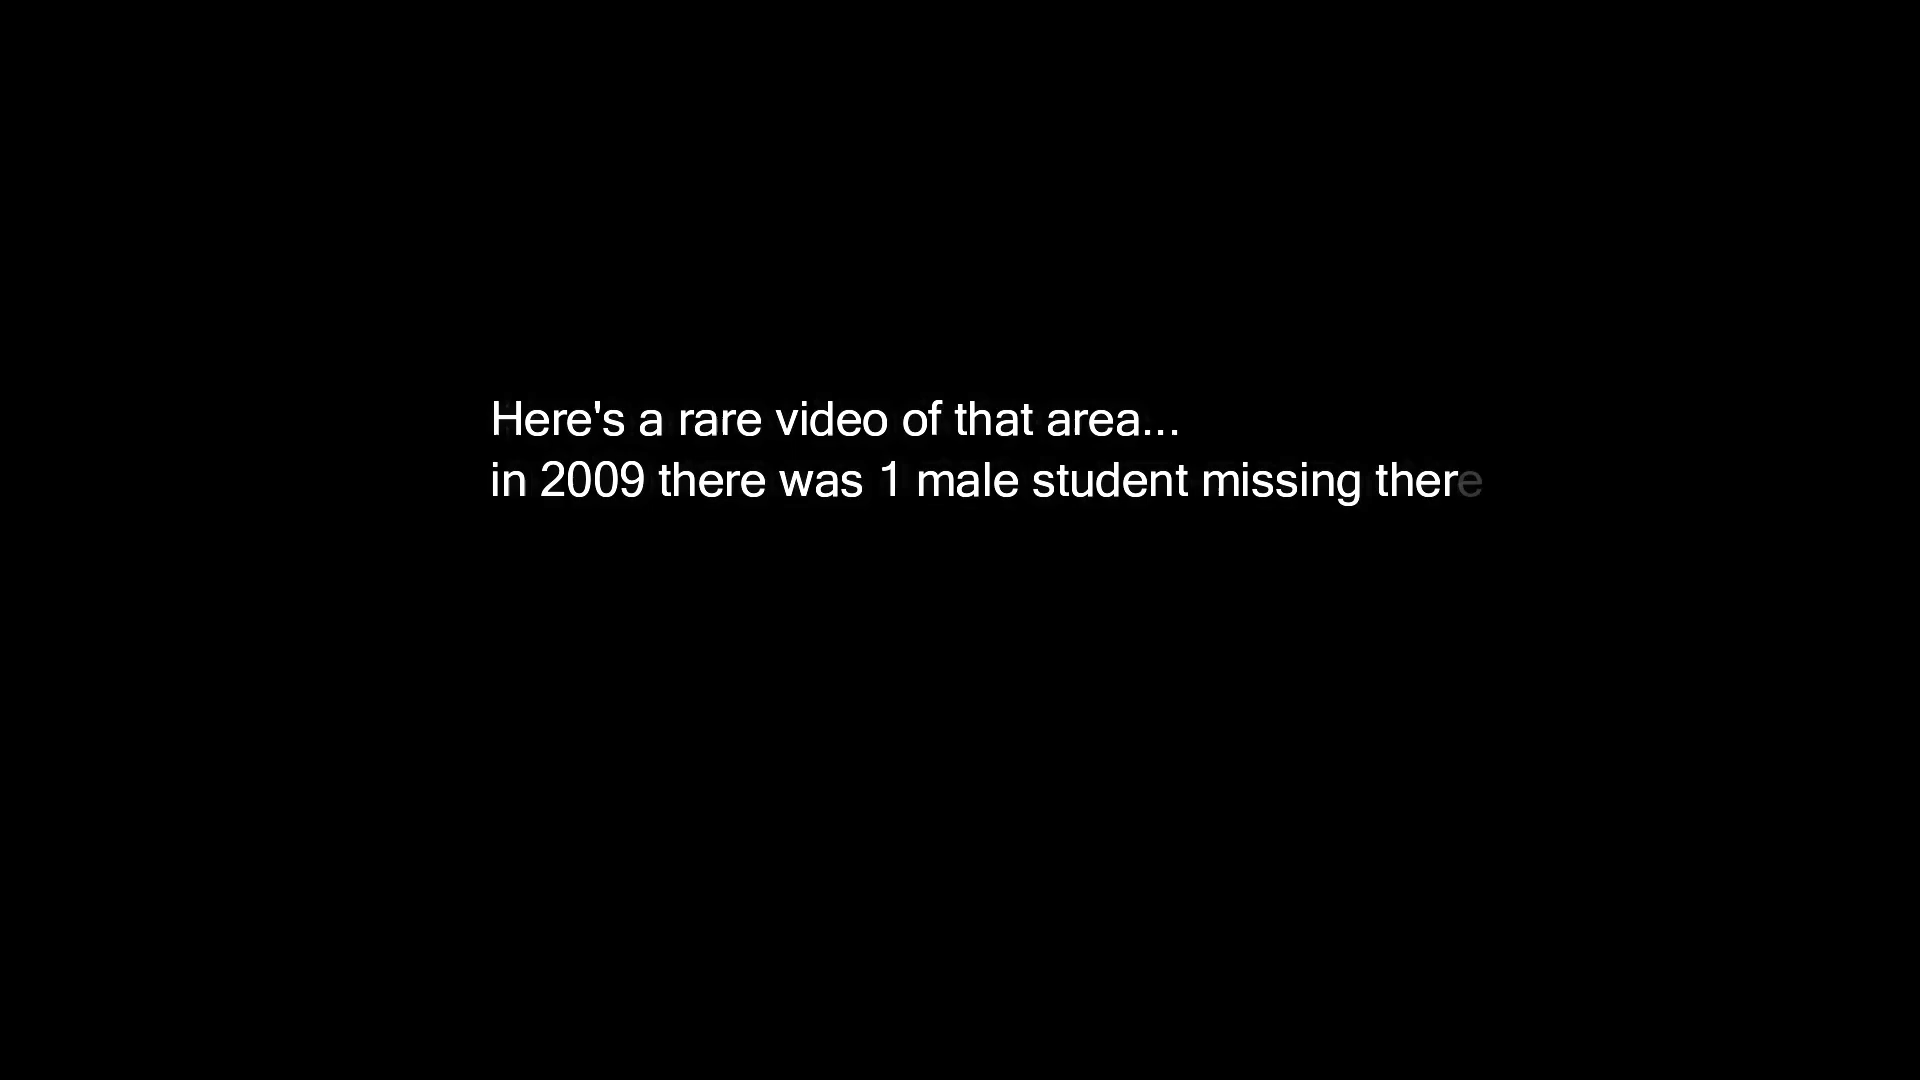 Here's a rare video of that area...
in 2009 there was 1 male student missing there